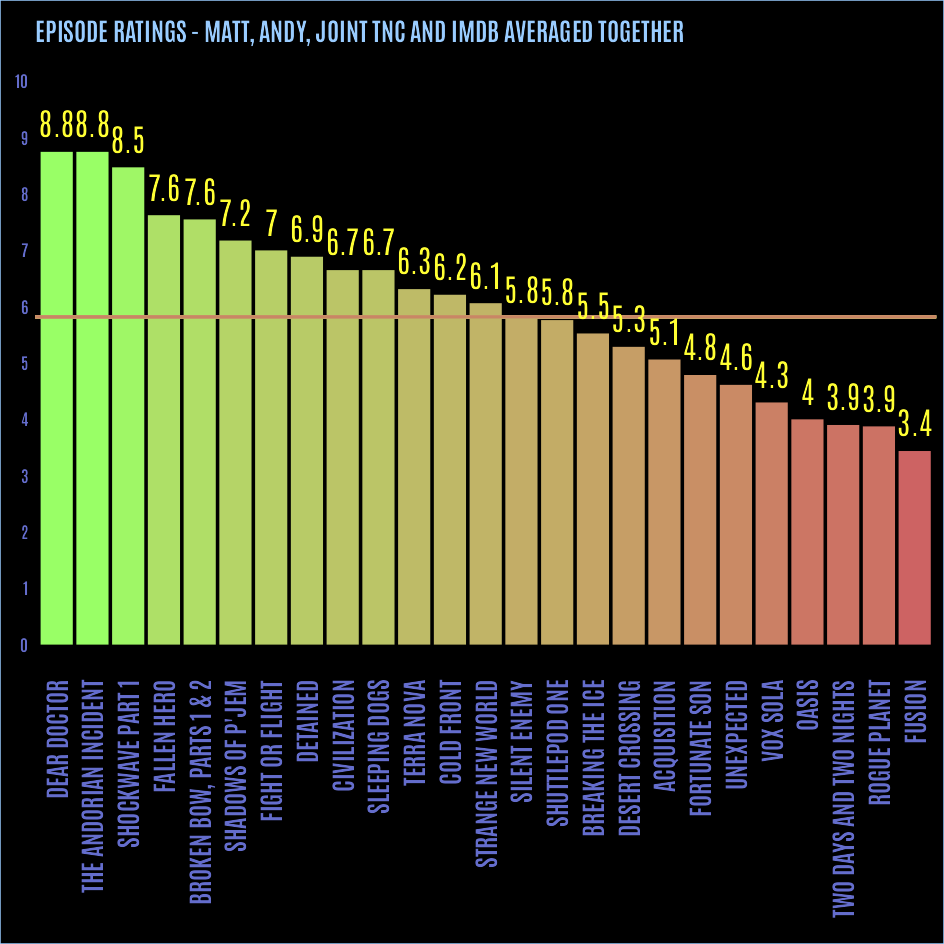 EPISODE RATINGS - MATT, ANDY, JOINT TNC AND IMDB AVERAGED TOGETHER
10
9
8
7
6
5
4
3
2
1
0
8.8
8.8
8.5
7.6
7.6
7.2
7
6.9
6.7
6.7
6.3
6.2
6.1
5.8
5.8
5.5
5.3
5.1
4.8
4.6
4.3
4
3.9
3.9
3.4
DEAR DOCTOR
THE ANDORIAN INCIDENT
SHOCKWAVE PART 1
FALLEN HERO
BROKEN BOW, PARTS 1 & 2
SHADOWS OF P'JEM
FIGHT OR FLIGHT
DETAINED
CIVILIZATION
SLEEPING DOGS
TERRA NOVA
COLD FRONT
STRANGE NEW WORLD
SILENT ENEMY
SHUTTLEPOD ONE
BREAKING THE ICE
DESERT CROSSING
ACQUISITION
FORTUNATE SON
UNEXPECTED
VOX SOLA
OASIS
TWO DAYS AND TWO NIGHTS
ROGUE PLANET
FUSION